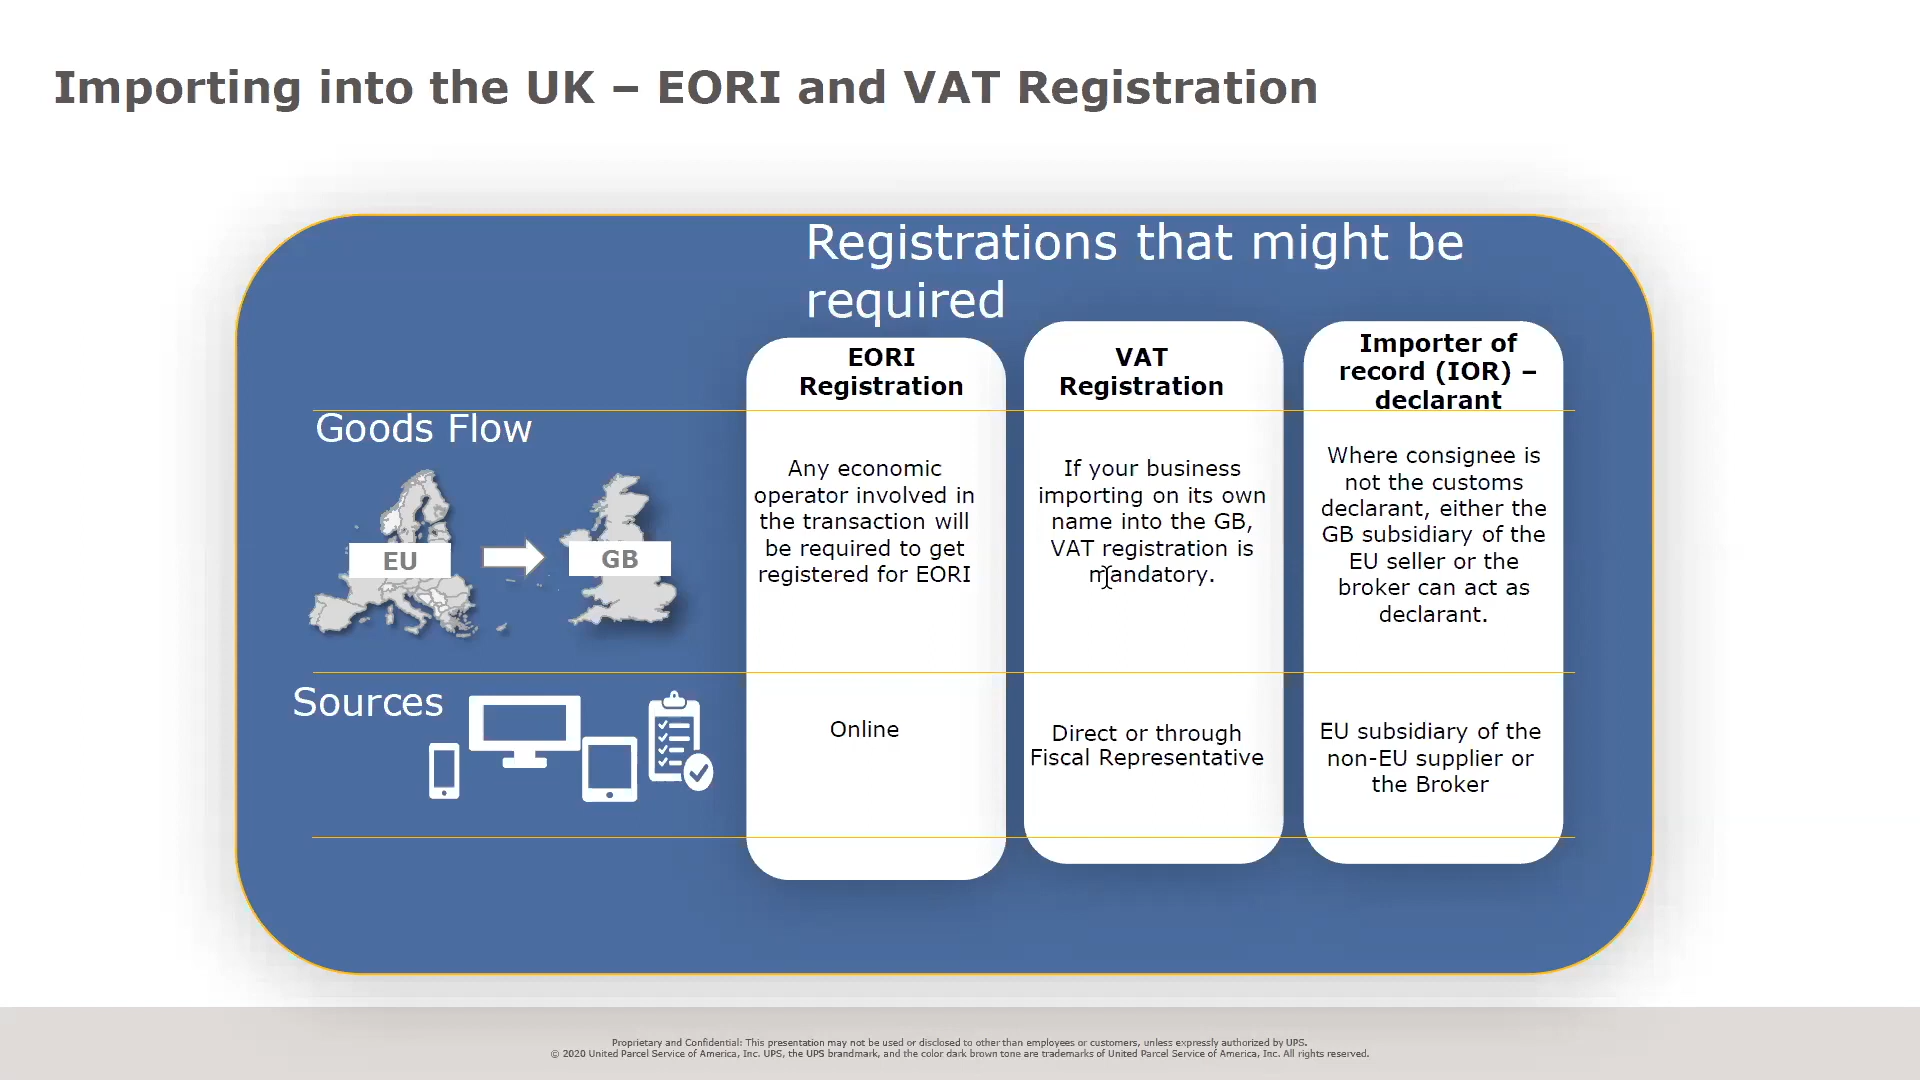 Importing into the UK – EORI and VAT Registration
Registrations that might be
required
EORI
Registration
VAT
Registration
Importer of
record (IOR) –
declarant
Goods Flow
EU
GB
Any economic
operator involved in
the transaction will
be required to get
registered for EORI
If your business
importing on its own
name into the GB,
VAT registration is
mandatory.
Where consignee is
not the customs
declarant, either the
GB subsidiary of the
EU seller or the
broker can act as
declarant.
Sources
Online
Direct or through
Fiscal Representative
EU subsidiary of the
non-EU supplier or
the Broker
Proprietary and Confidential: This presentation may not be used or disclosed to other than employees or customers, unless expressly authorized by UPS.
© 2020 United Parcel Service of America, Inc. UPS, the UPS brandmark, and the color dark brown tone are trademarks of United Parcel Service of America, Inc. All rights reserved.